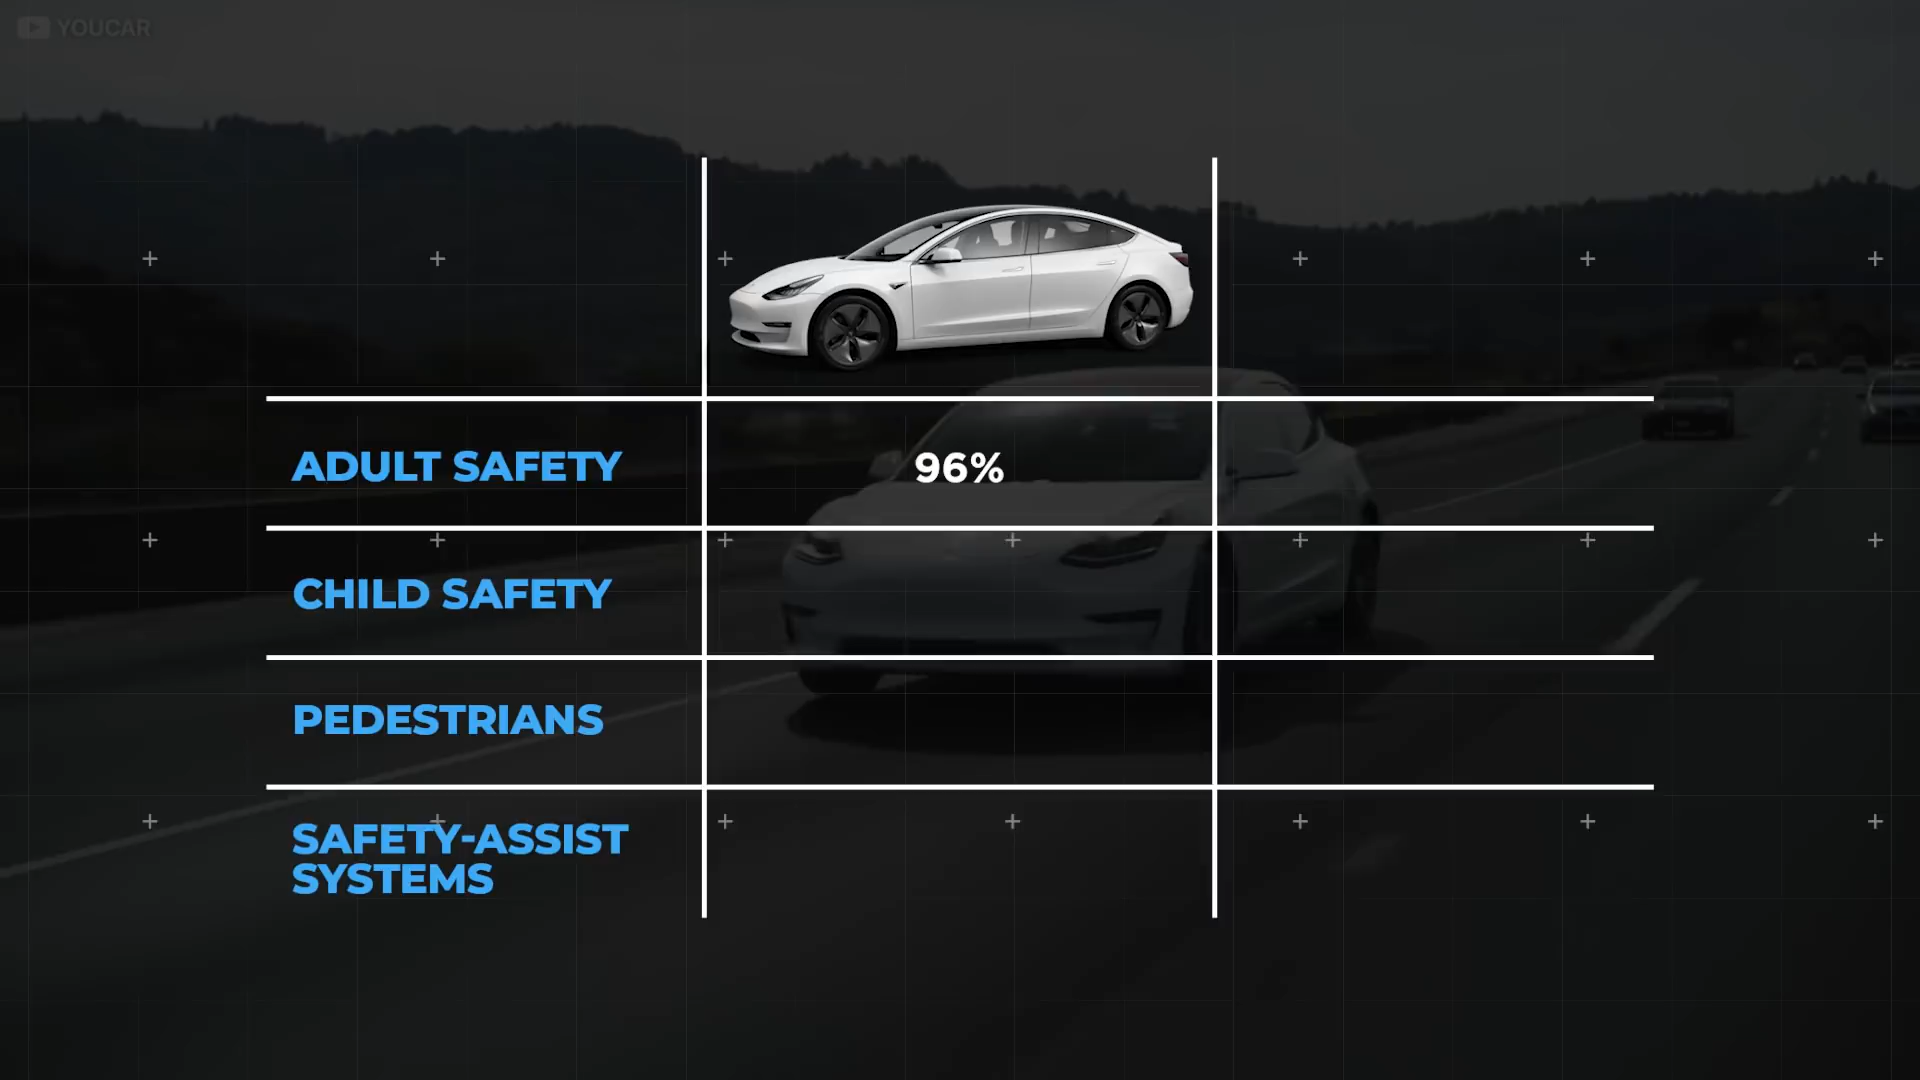 YOUCAR
ADULT SAFETY
96%
CHILD SAFETY
PEDESTRIANS
SAFETY-ASSIST
SYSTEMS